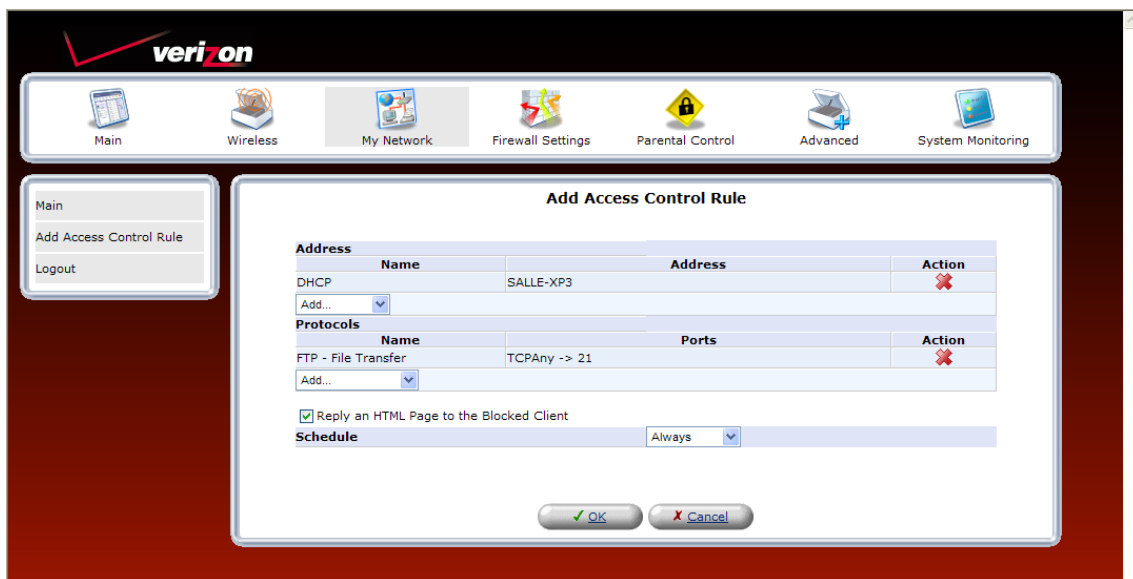 verizon
Main Wireless My Network Firewall Settings Parental Control Advanced System Monitoring
Main
Add Access Control Rule
Logout
Add Access Control Rule
Address
Name Address Action
DHCP SALLE-XP3
Add...
Protocols
Name Ports Action
FTP - File Transfer TCPAny -> 21
Add...
Reply an HTML Page to the Blocked Client
Schedule Always
OK Cancel